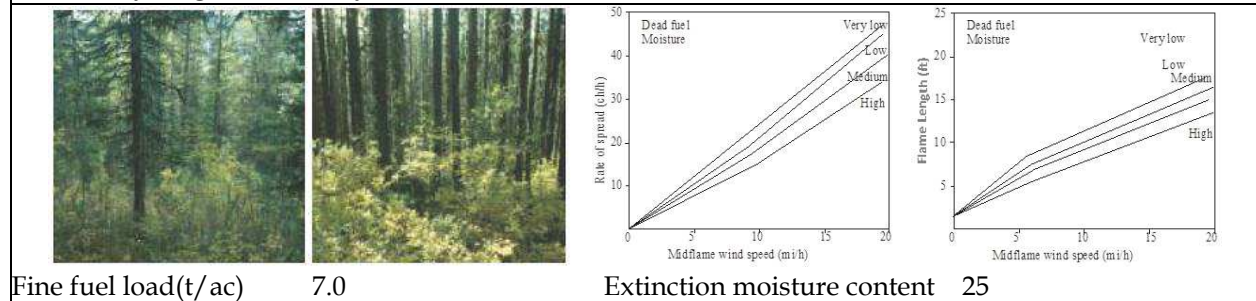 50
40
30
20
10
0
5
10
15
20
Dead fuel
Moisture
Very low
Low
Medium
High
Rate of spread (ch/h)
Midflame wind speed (mi/h)
25
20
15
10
5
0
5
10
15
20
Dead fuel
Moisture
Very low
Low
Medium
High
Flame Length (ft)
Midflame wind speed (mi/h)
Fine fuel load(t/ac) 7.0 Extinction moisture content 25